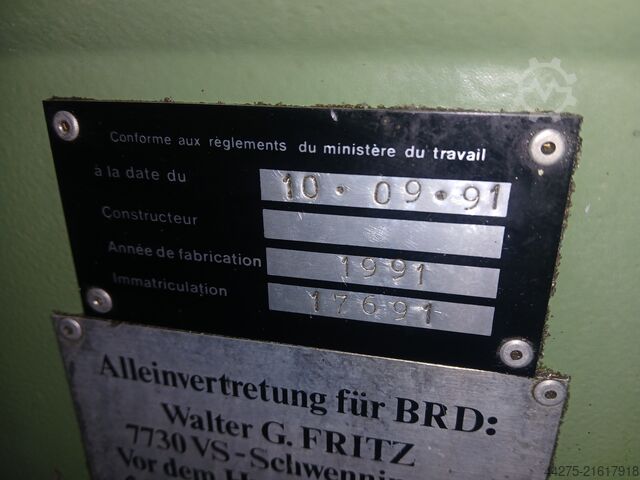 Conforme aux règlements du ministère du travail
à la date du 10.09.91
Constructeur
Année de fabrication 1991
Immatriculation 17691
Alleinvertretung für BRD:
Walter G. FRITZ
7730 VS-Schwenni
Vor dem H
44275-21617918